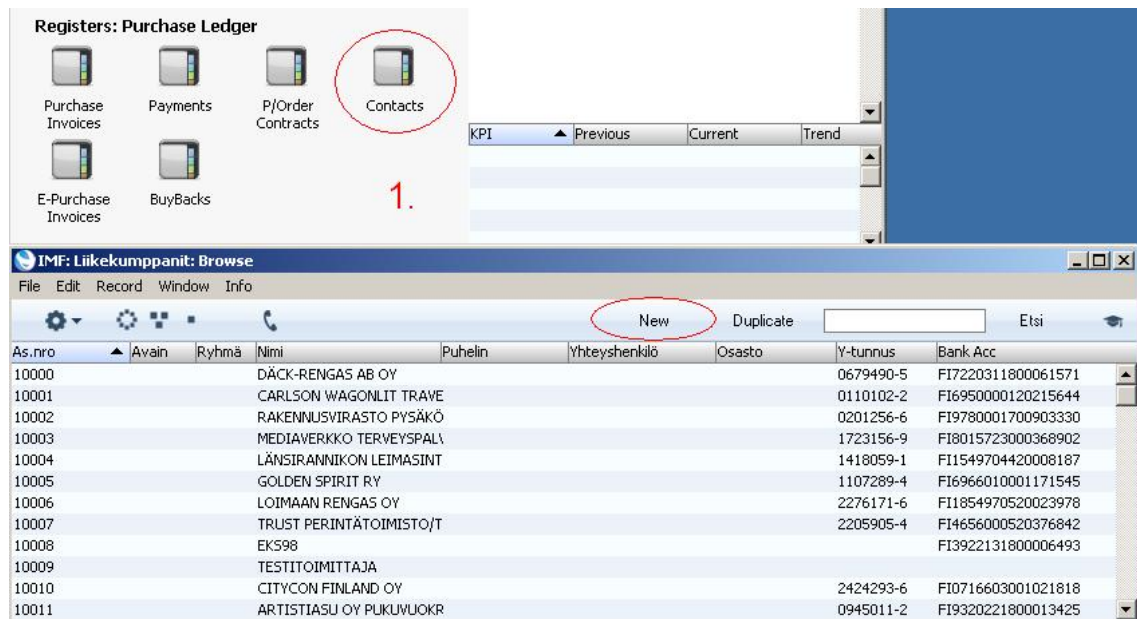 Registers: Purchase Ledger
Purchase Invoices
Payments
P/Order Contracts
Contacts
KPI Previous Current Trend
E-Purchase Invoices
BuyBacks
1.
IMF: Liikekumppanit: Browse
File Edit Record Window Info
New Duplicate Etsi
As.nro Avain Ryhmä Nimi Puhelin Yhteyshenkilö Osasto Y-tunnus Bank Acc
10000 DÄCK-RENGAS AB OY 0679490-5 FI7220311800061571
10001 CARLSON WAGONLIT TRAVE 0110102-2 FI6950000120215644
10002 RAKENNUSVIRASTO PYSÄKÖ 0201256-6 FI9780001700903330
10003 MEDIAVERKKO TERVEYSPAL 1723156-9 FI8015723000368902
10004 LÄNSIRANNIKON LEIMASINT 1418059-1 FI1549704420008187
10005 GOLDEN SPIRIT RY 1107289-4 FI6966010001171545
10006 LOIMAAN RENGAS OY 2276171-6 FI1854970520023978
10007 TRUST PERINTÄTOIMISTO/T 2205905-4 FI4656000520376842
10008 EKS98 FI3922131800006493
10009 TESTITOIMITTAJA
10010 CITYCON FINLAND OY 2424293-6 FI0716603001021818
10011 ARTISTIASU OY PUKUVUOKR 0945011-2 FI9320221800013425